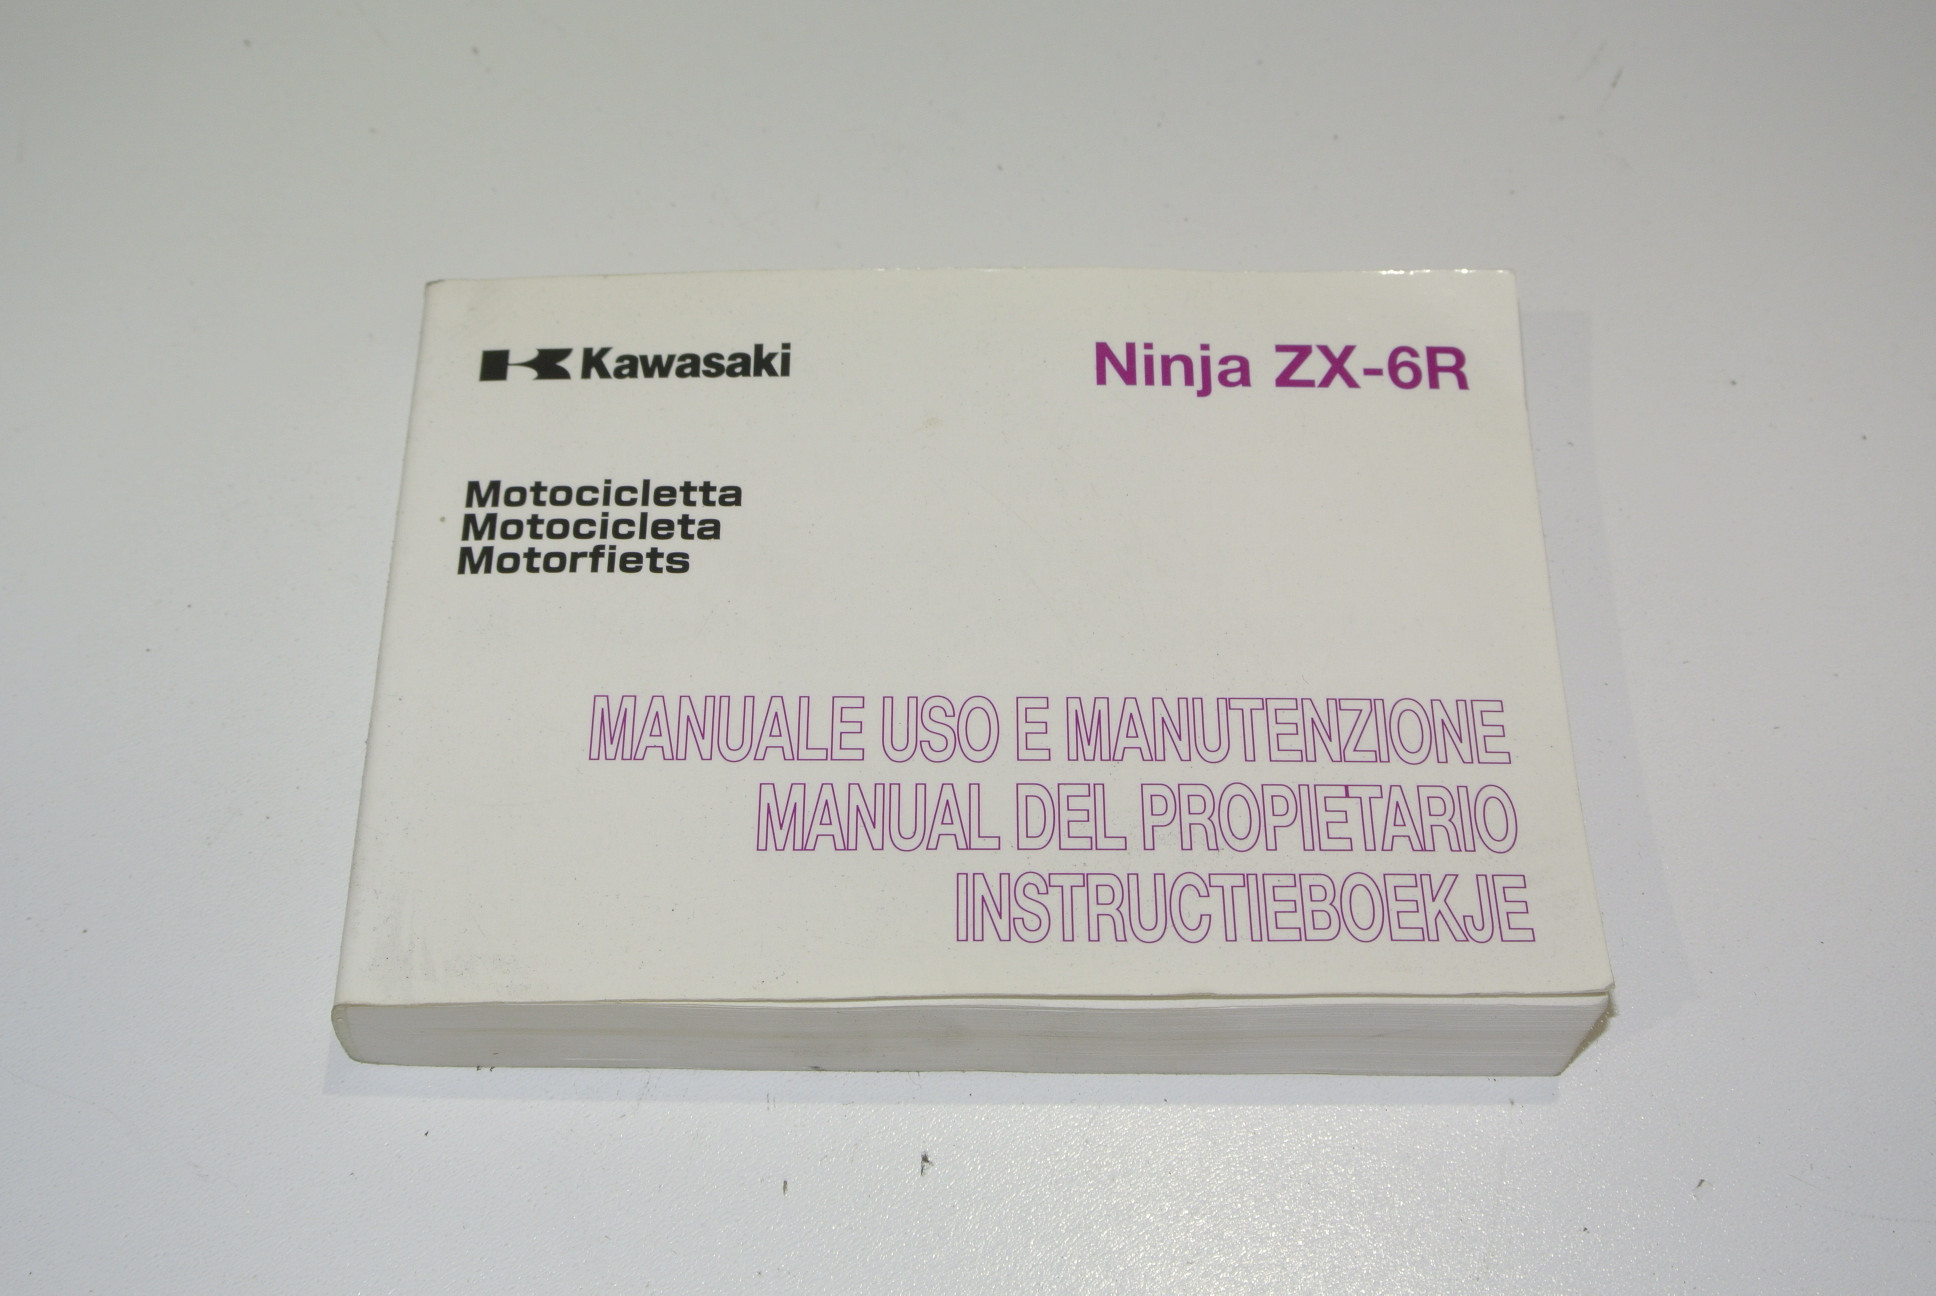 Kawasaki
Ninja ZX-6R
Motocicletta
Motocicleta
Motorfiets
MANUALE USO E MANUTENZIONE
MANUAL DEL PROPIETARIO
INSTRUCTIEBOEKJE